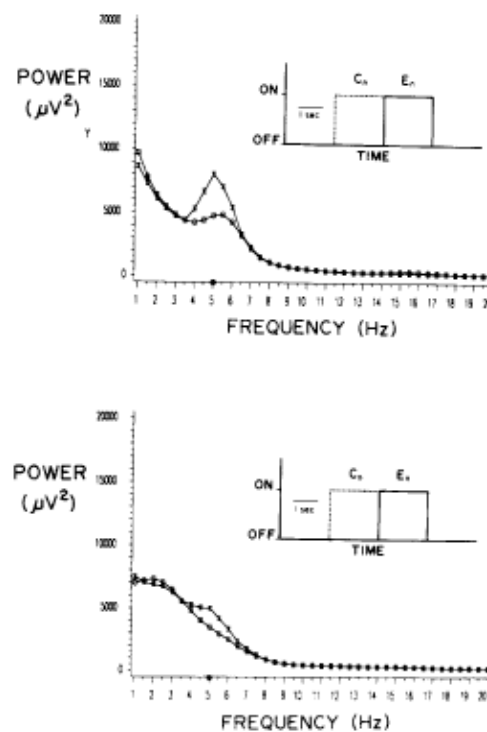 20000
POWER
(μV²)
15000
Y
10000
5000
0
ON
OFF
Cn En
1 sec
TIME
1 2 3 4 5 6 7 8 9 10 11 12 13 14 15 16 17 18 19 20
FREQUENCY (Hz)
20000
POWER
(μV²)
15000
10000
5000
0
ON
OFF
1 sec
TIME
1 2 3 4 5 6 7 8 9 10 11 12 13 14 15 16 17 18 19 20
FREQUENCY (Hz)